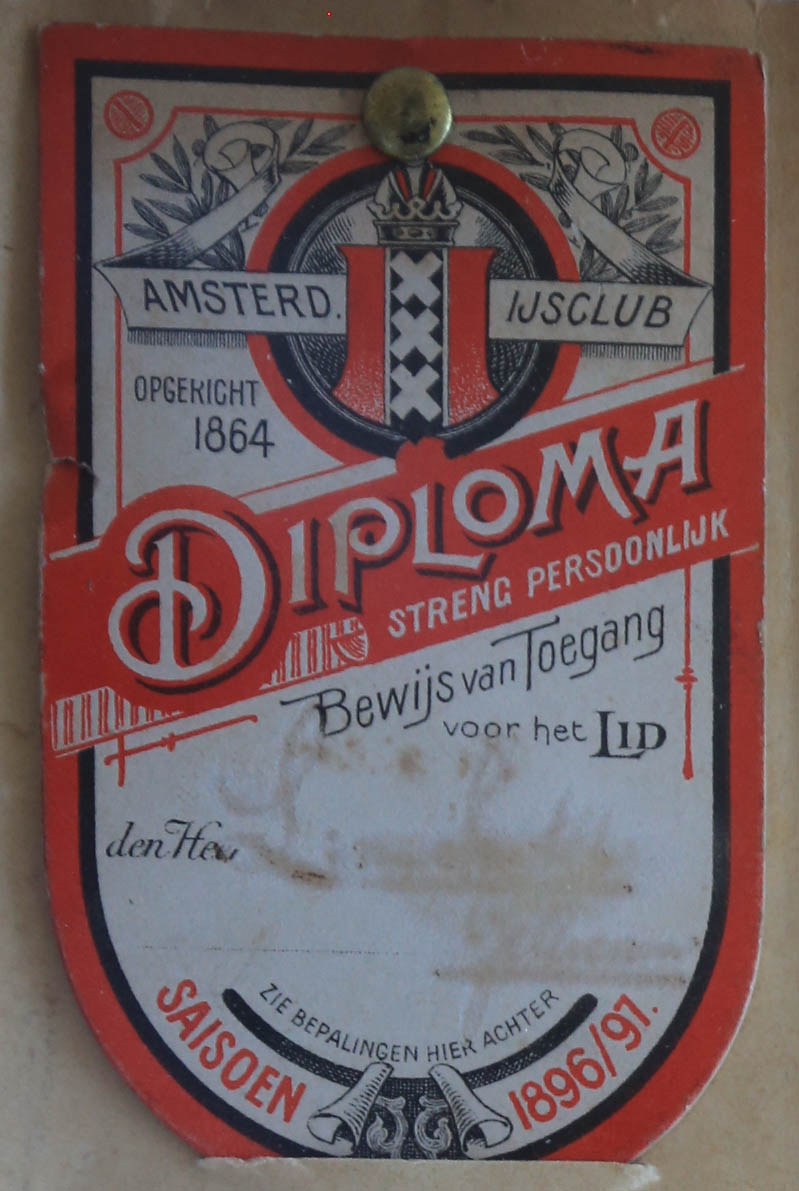 AMSTERD. IJSCLUB
OPGERICHT
1864
DIPLOMA
STRENG PERSOONLIJK
Bewijs van Toegang
voor het LID
den Heer
ZIE BEPALINGEN HIER ACHTER
SAISOEN 1896/97.